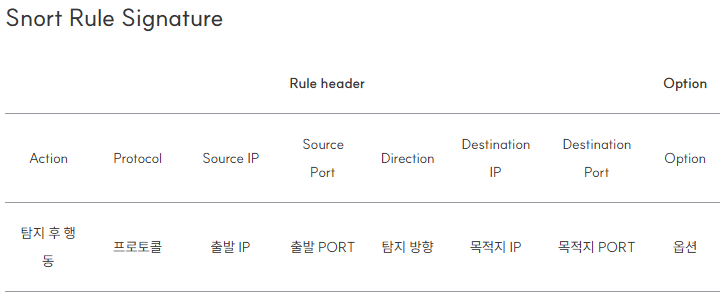 Snort Rule Signature
Rule header Option
Action Protocol Source IP Source Port Direction Destination IP Destination Port Option
탐지 후 행동 프로토콜 출발 IP 출발 PORT 탐지 방향 목적지 IP 목적지 PORT 옵션